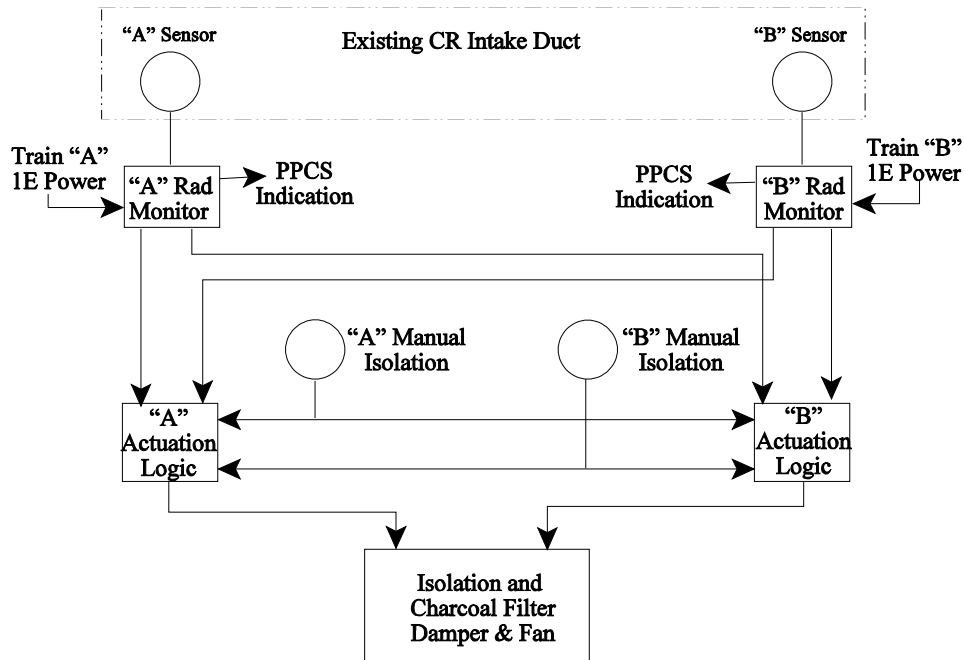 “A” Sensor
Existing CR Intake Duct
“B” Sensor
Train “A”
1E Power
“A” Rad
Monitor
PPCS
Indication
PPCS
Indication
“B” Rad
Monitor
Train “B”
1E Power
“A” Manual
Isolation
“B” Manual
Isolation
“A”
Actuation
Logic
“B”
Actuation
Logic
Isolation and
Charcoal Filter
Damper & Fan